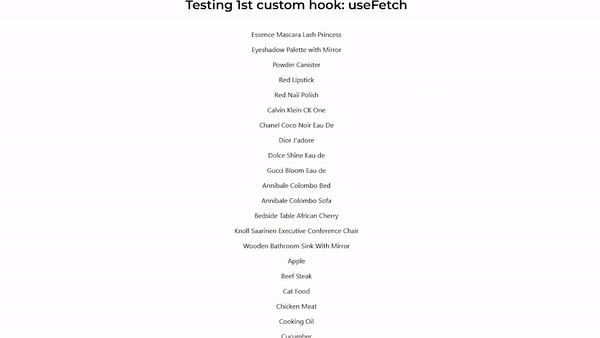 Testing 1st custom hook: useFetch
Essence Mascara Lash Princess
Eyeshadow Palette with Mirror
Powder Canister
Red Lipstick
Red Nail Polish
Calvin Klein CK One
Chanel Coco Noir Eau De
Dior J'adore
Dolce Shine Eau de
Gucci Bloom Eau de
Annibale Colombo Bed
Annibale Colombo Sofa
Bedside Table African Cherry
Knoll Saarinen Executive Conference Chair
Wooden Bathroom Sink With Mirror
Apple
Beef Steak
Cat Food
Chicken Meat
Cooking Oil
Cucumber